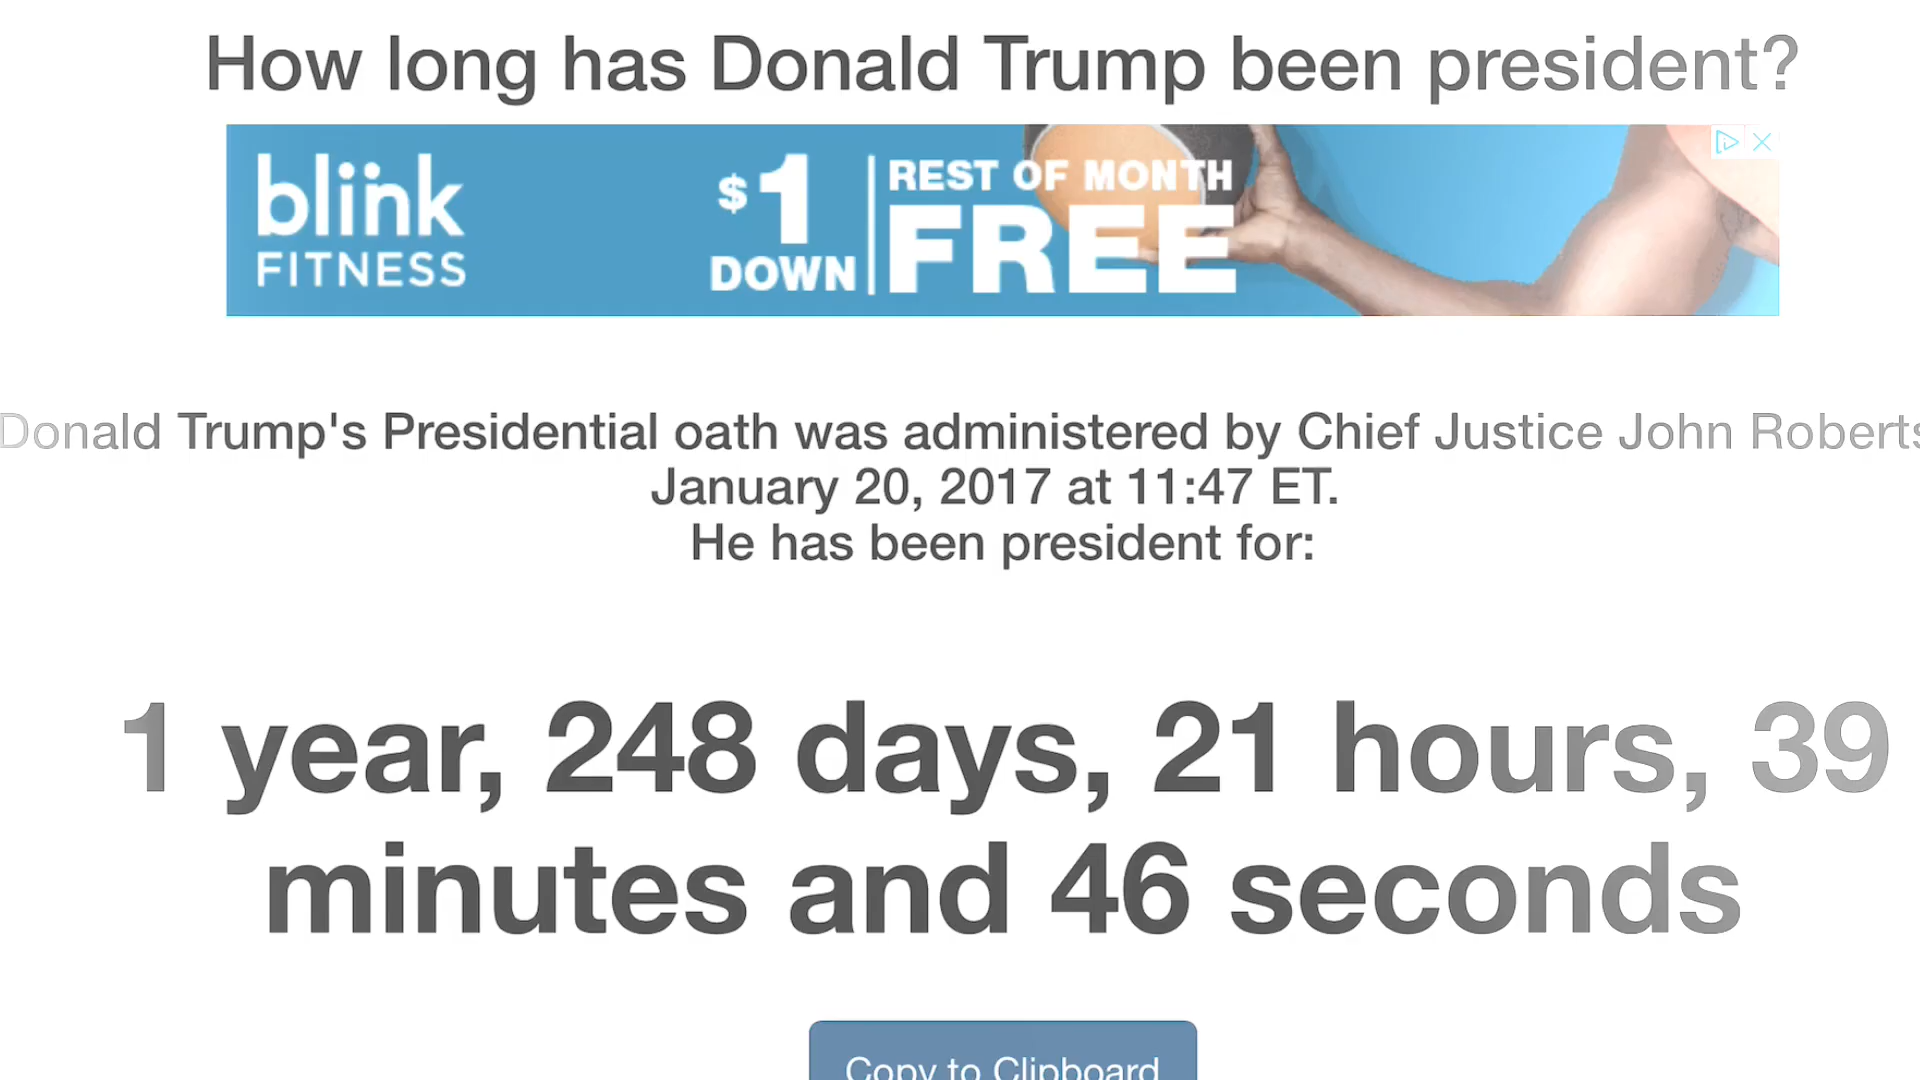 How long has Donald Trump been president?
blink
FITNESS
$1
DOWN
REST OF MONTH
FREE
Donald Trump's Presidential oath was administered by Chief Justice John Roberts
January 20, 2017 at 11:47 ET.
He has been president for:
1 year, 248 days, 21 hours, 39
minutes and 46 seconds
Copy to Clipboard